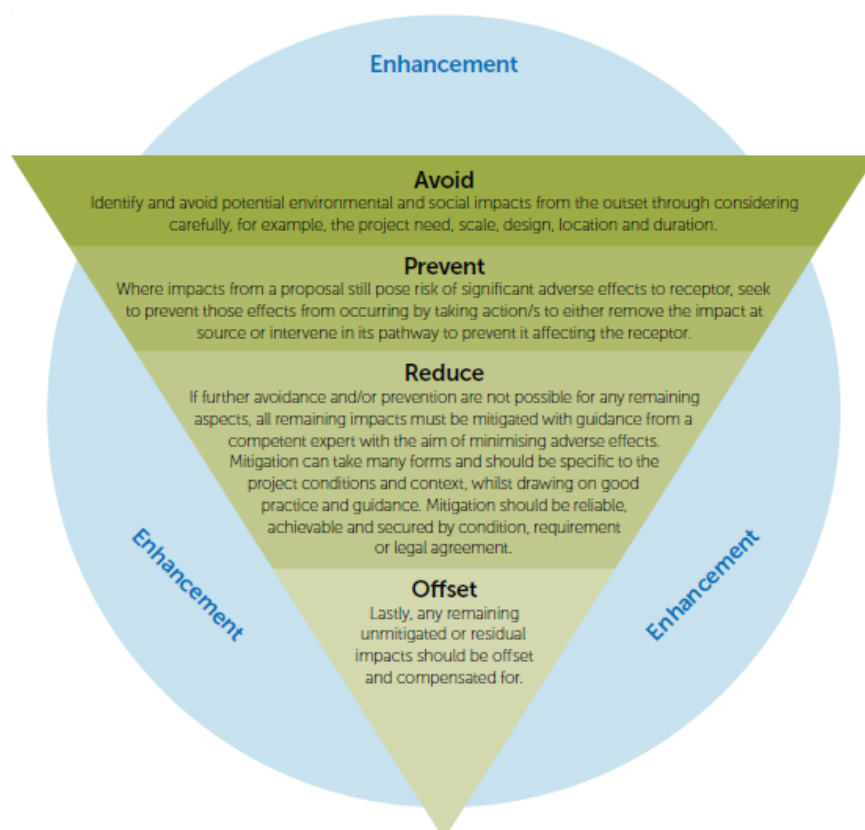 Enhancement
Avoid
Identify and avoid potential environmental and social impacts from the outset through considering
carefully, for example, the project need, scale, design, location and duration.
Prevent
Where impacts from a proposal still pose risk of significant adverse effects to receptor, seek
to prevent those effects from occurring by taking action/s to either remove the impact at
source or intervene in its pathway to prevent it affecting the receptor.
Reduce
If further avoidance and/or prevention are not possible for any remaining
aspects, all remaining impacts must be mitigated with guidance from a
competent expert with the aim of minimising adverse effects.
Mitigation can take many forms and should be specific to the
project conditions and context, whilst drawing on good
practice and guidance. Mitigation should be reliable,
achievable and secured by condition, requirement
or legal agreement.
Enhancement
Enhancement
Offset
Lastly, any remaining
unmitigated or residual
impacts should be offset
and compensated for.